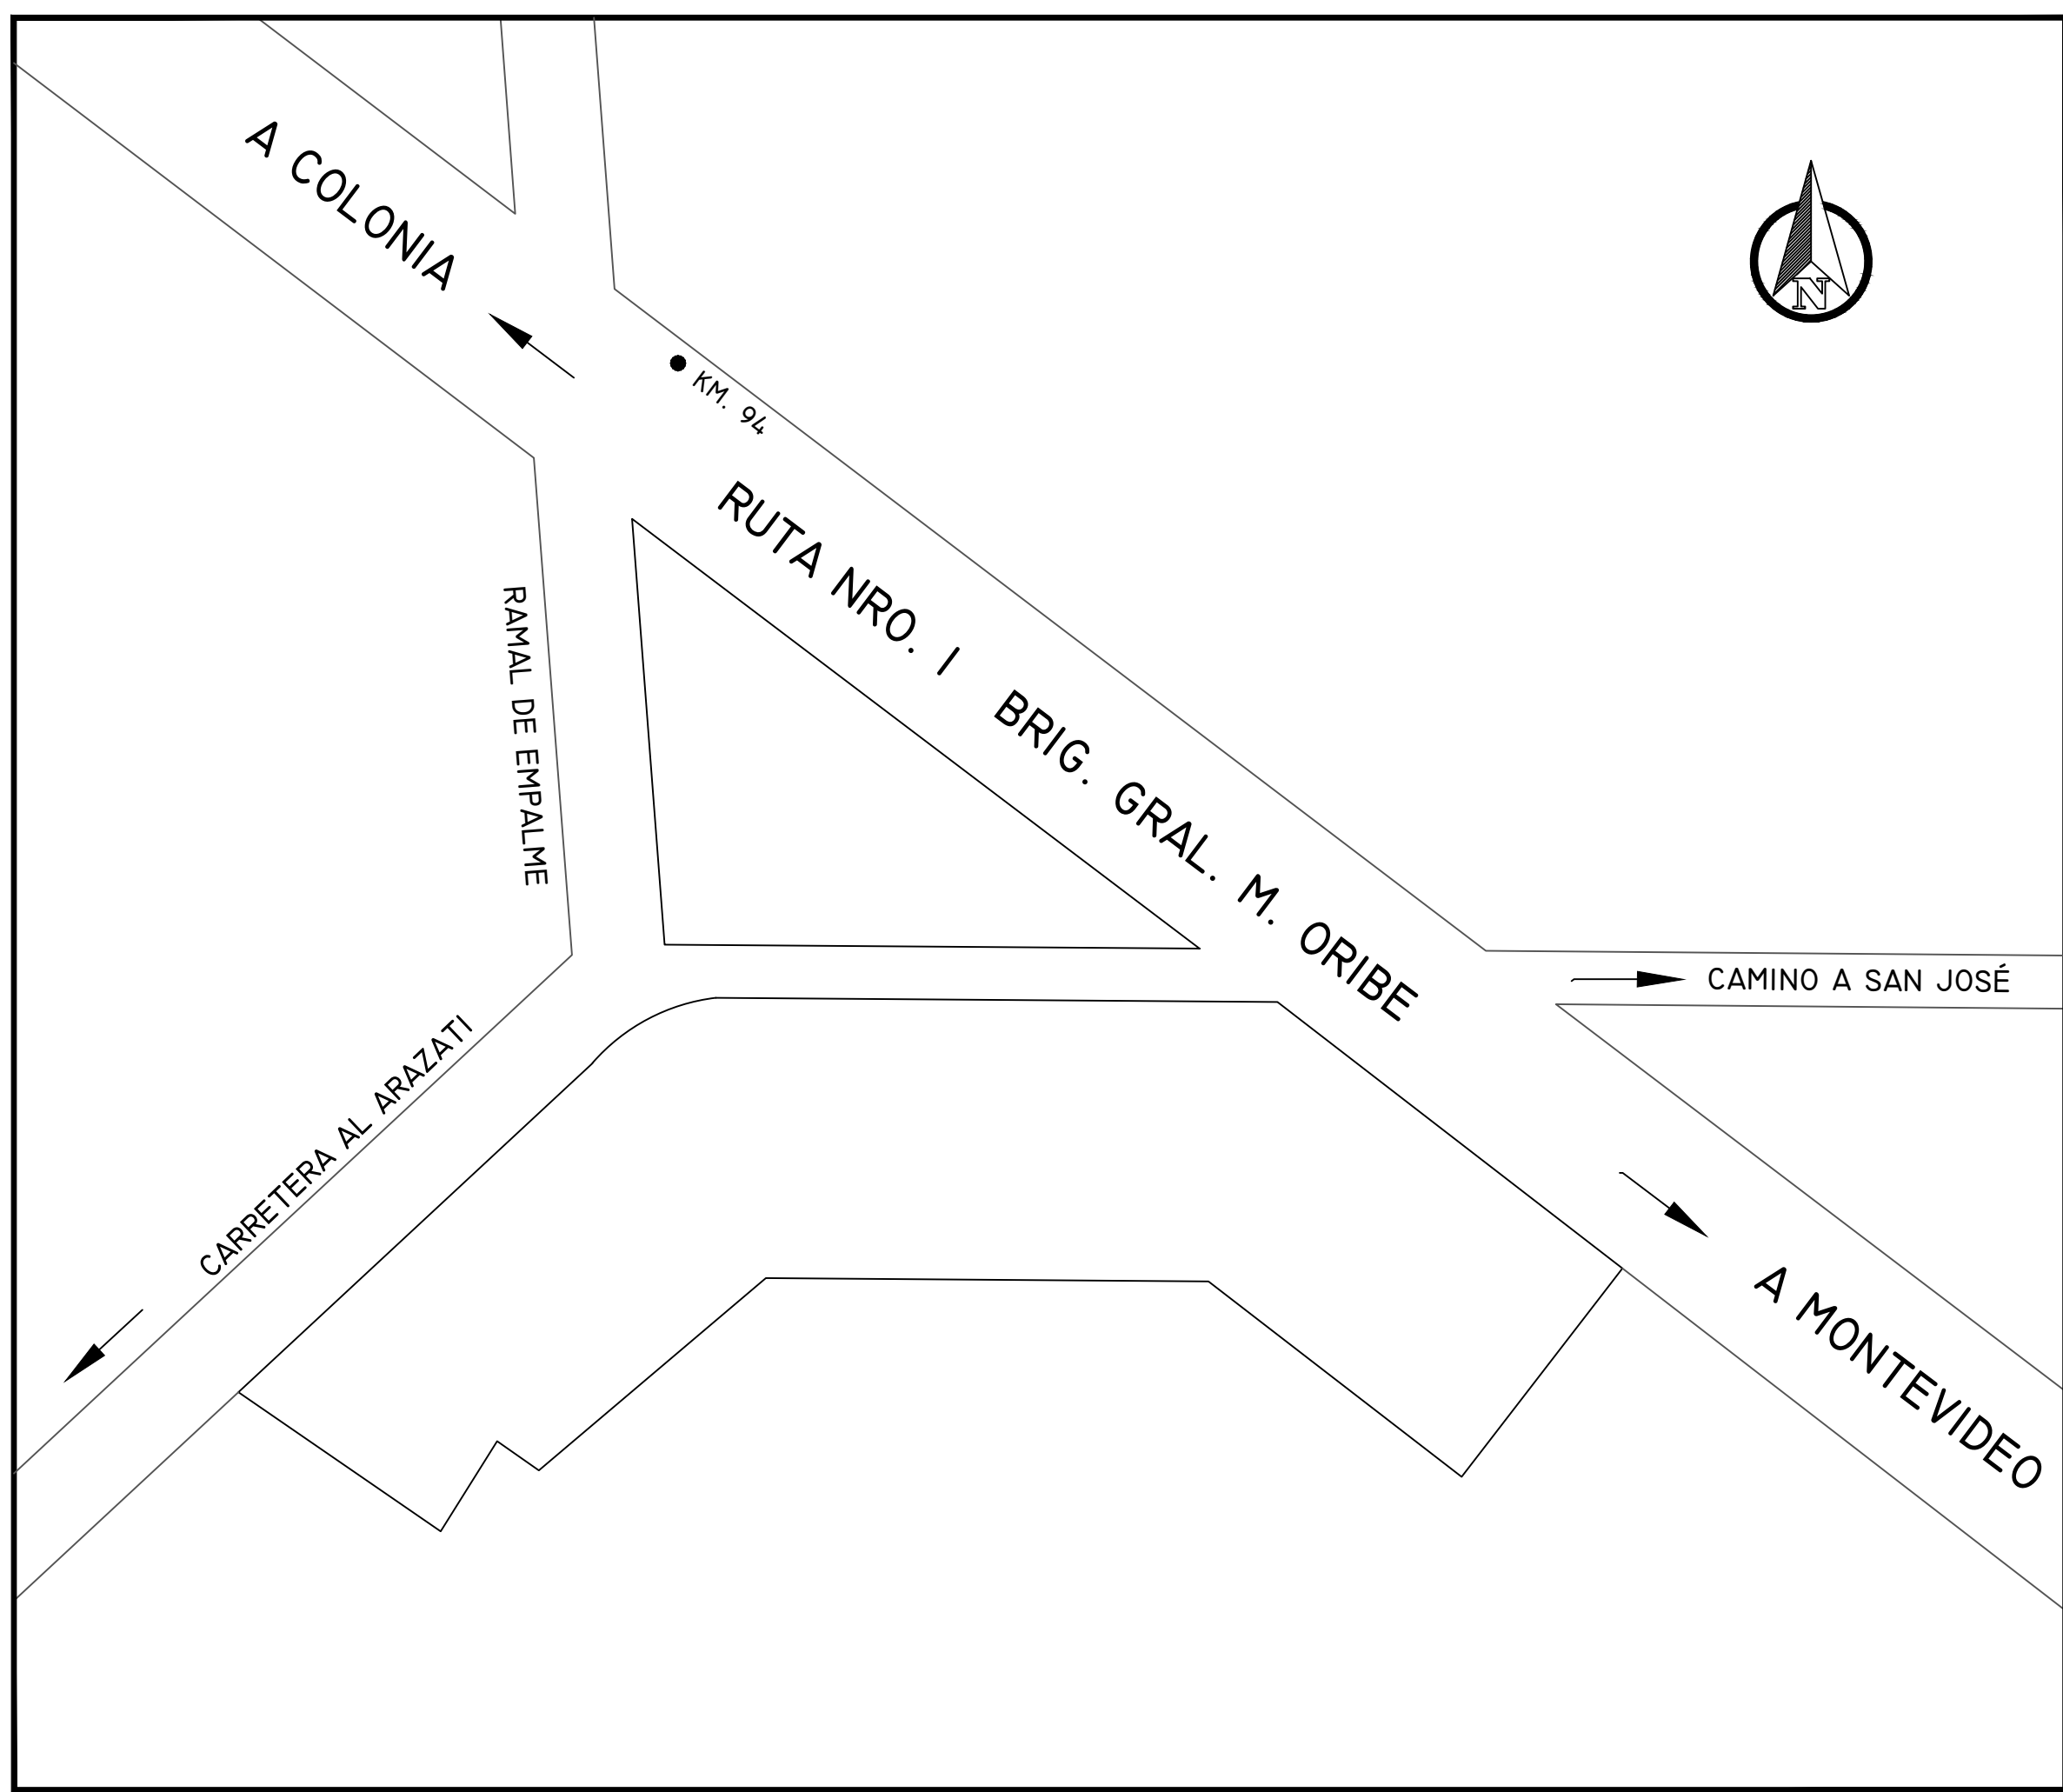 A COLONIA
N
KM. 94
RUTA NRO. 1 BRIG. GRAL. M. ORIBE
RAMAL DE EMPALME
CAMINO A SAN JOSÉ
CARRETERA AL ARAZATI
A MONTEVIDEO